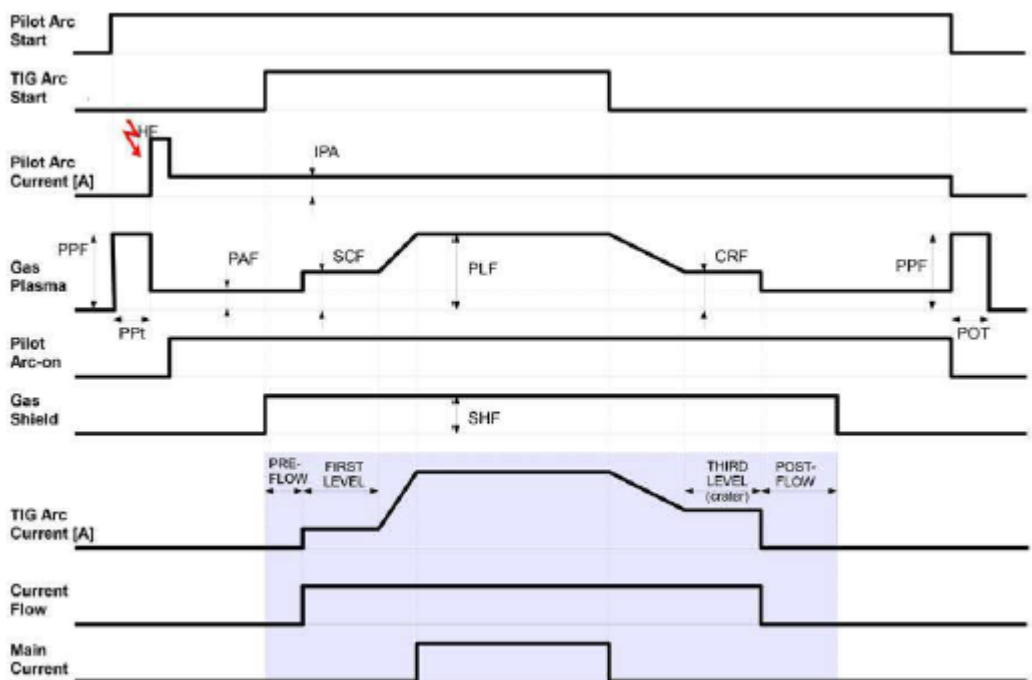 Pilot Arc
Start
TIG Arc
Start
HF
Pilot Arc
Current [A]
IPA
PPF
Gas
Plasma
PAF
SCF
PLF
CRF
PPF
PPt
POT
Pilot
Arc-on
Gas
Shield
SHF
PRE-
FLOW
FIRST
LEVEL
THIRD
LEVEL
(crater)
POST-
FLOW
TIG Arc
Current [A]
Current
Flow
Main
Current